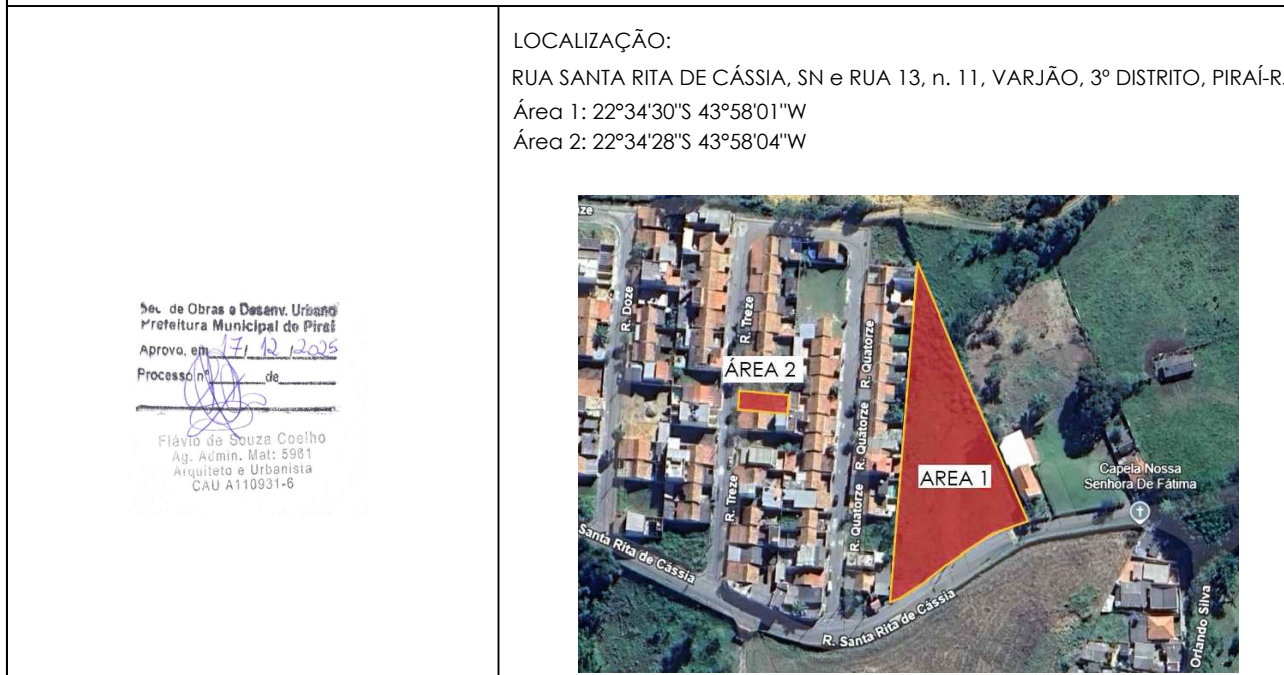 LOCALIZAÇÃO:
RUA SANTA RITA DE CÁSSIA, SN e RUA 13, n. 11, VARJÃO, 3º DISTRITO, PIRAÍ-R
Área 1: 22°34'30"S 43°58'01"W
Área 2: 22°34'28"S 43°58'04"W
Sec. de Obras e Desenv. Urbano
Prefeitura Municipal de Piraí
Aprovo, em 17/12/2025
Processo nº de
Flávio de Souza Coelho
Ag. Admin. Mat: 5961
Arquiteto e Urbanista
CAU A110931-6
ze
R. Doze
R. Treze
R. Quatorze
ÁREA 2
R. Quatorze
AREA 1
Capela Nossa
Senhora De Fátima
R. Treze
R. Quatorze
Santa Rita de Cássia
R. Santa Rita de Cássia
Orlando Silva